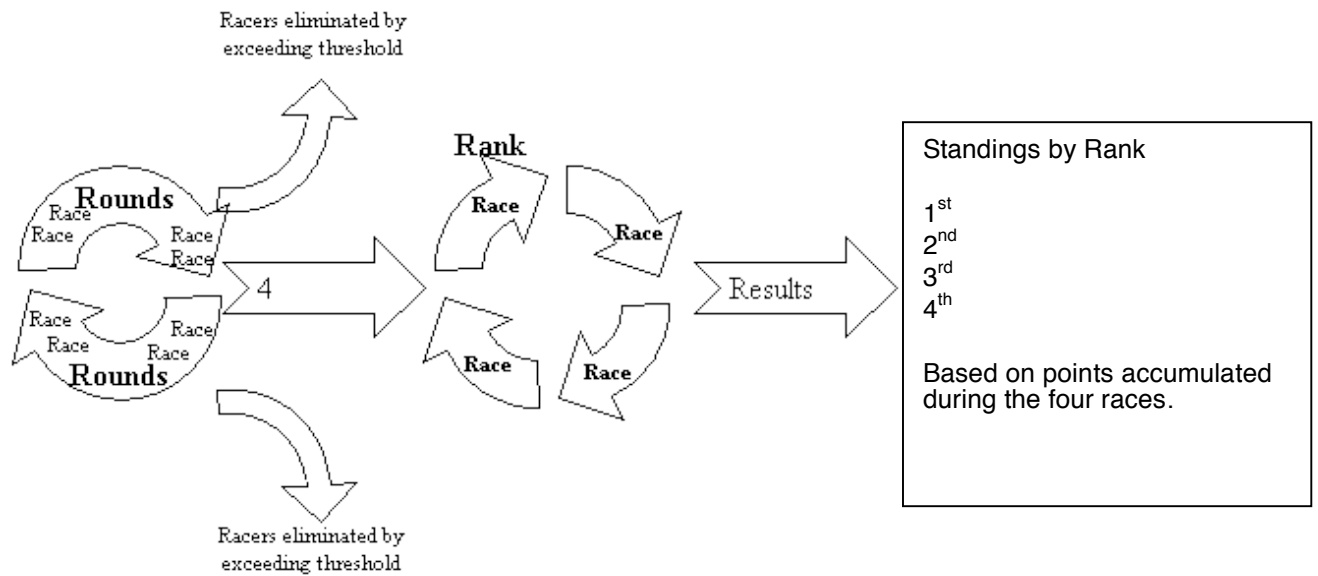 Racers eliminated by
exceeding threshold
Rounds
Race
Race
Race
Race
Race
Race
Race
Race
Race
Rounds
4
Racers eliminated by
exceeding threshold
Rank
Race
Race
Race
Race
Results
Standings by Rank
1st
2nd
3rd
4th
Based on points accumulated
during the four races.